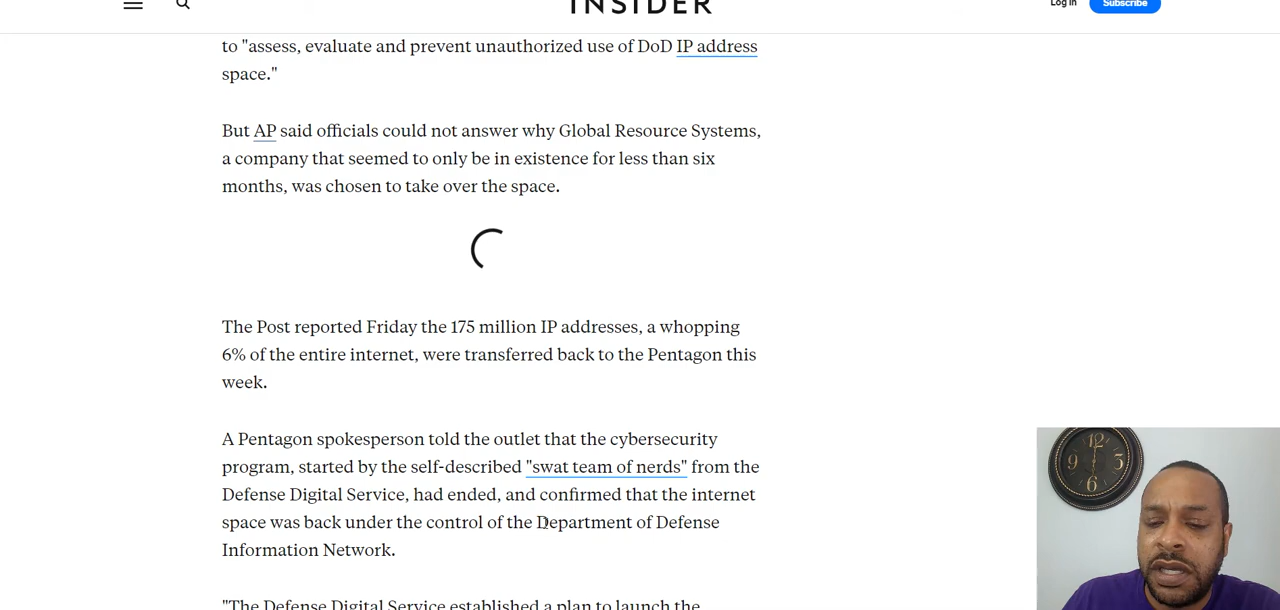 INSIDER
Log in
Subscribe
to "assess, evaluate and prevent unauthorized use of DoD IP address
space."
But AP said officials could not answer why Global Resource Systems,
a company that seemed to only be in existence for less than six
months, was chosen to take over the space.
The Post reported Friday the 175 million IP addresses, a whopping
6% of the entire internet, were transferred back to the Pentagon this
week.
A Pentagon spokesperson told the outlet that the cybersecurity
program, started by the self-described "swat team of nerds" from the
Defense Digital Service, had ended, and confirmed that the internet
space was back under the control of the Department of Defense
Information Network.
"The Defense Digital Service established a plan to launch the
12
3
6
9